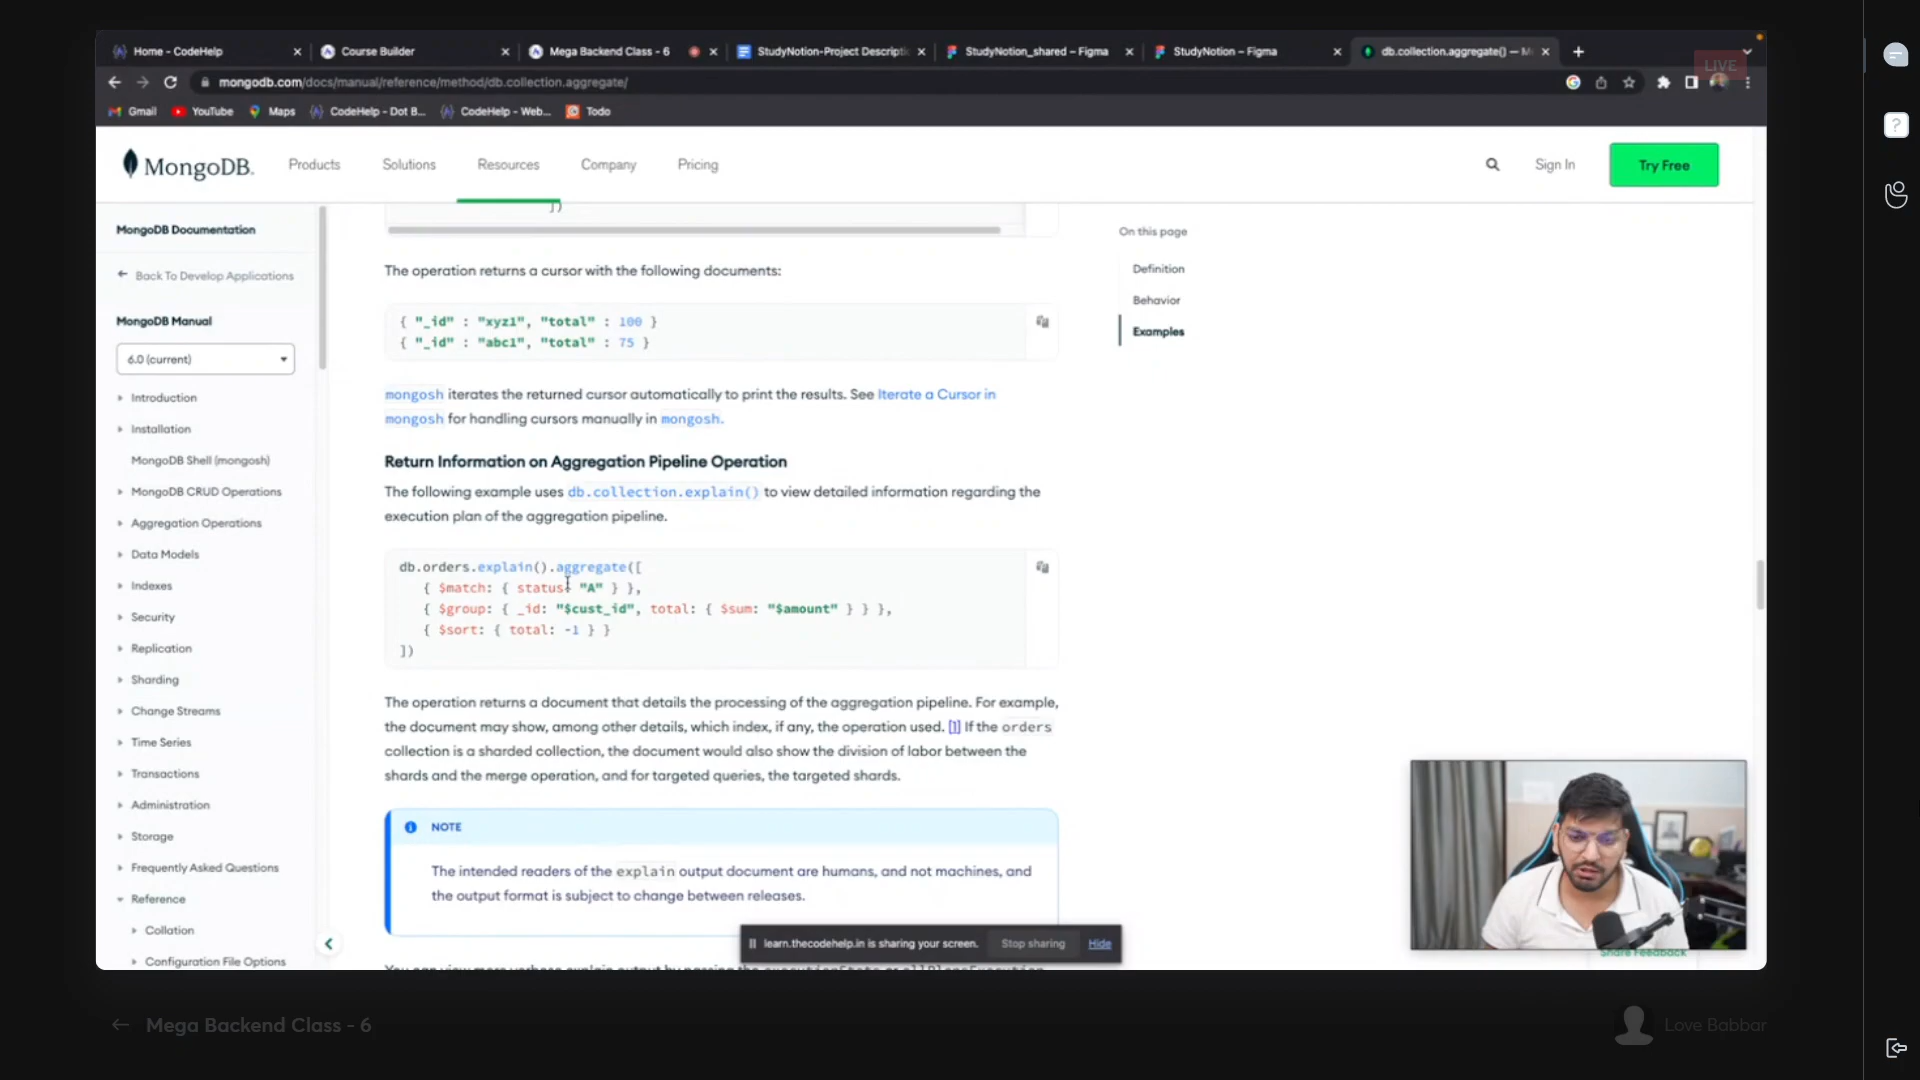 Home - CodeHelp
Course Builder
Mega Backend Class - 6
StudyNotion-Project Descripti
StudyNotion_shared – Figma
StudyNotion – Figma
db.collection.aggregate() — M
LIVE
mongodb.com/docs/manual/reference/method/db.collection.aggregate/
Gmail
YouTube
Maps
CodeHelp - Dot B...
CodeHelp - Web...
Todo
MongoDB.
Products
Solutions
Resources
Company
Pricing
Sign In
Try Free
MongoDB Documentation
Back To Develop Applications
MongoDB Manual
6.0 (current)
Introduction
Installation
MongoDB Shell (mongosh)
MongoDB CRUD Operations
Aggregation Operations
Data Models
Indexes
Security
Replication
Sharding
Change Streams
Time Series
Transactions
Administration
Storage
Frequently Asked Questions
Reference
Collation
Configuration File Options
])
The operation returns a cursor with the following documents:
{ "_id" : "xyz1", "total" : 100 }
{ "_id" : "abc1", "total" : 75 }
mongosh iterates the returned cursor automatically to print the results. See Iterate a Cursor in
mongosh for handling cursors manually in mongosh.
Return Information on Aggregation Pipeline Operation
The following example uses db.collection.explain() to view detailed information regarding the
execution plan of the aggregation pipeline.
db.orders.explain().aggregate([
{ $match: { status: "A" } },
{ $group: { _id: "$cust_id", total: { $sum: "$amount" } } },
{ $sort: { total: -1 } }
])
The operation returns a document that details the processing of the aggregation pipeline. For example,
the document may show, among other details, which index, if any, the operation used. [1] If the orders
collection is a sharded collection, the document would also show the division of labor between the
shards and the merge operation, and for targeted queries, the targeted shards.
NOTE
The intended readers of the explain output document are humans, and not machines, and
the output format is subject to change between releases.
On this page
Definition
Behavior
Examples
learn.thecodehelp.in is sharing your screen.
Stop sharing
Hide
Share Feedback
Mega Backend Class - 6
Love Babbar